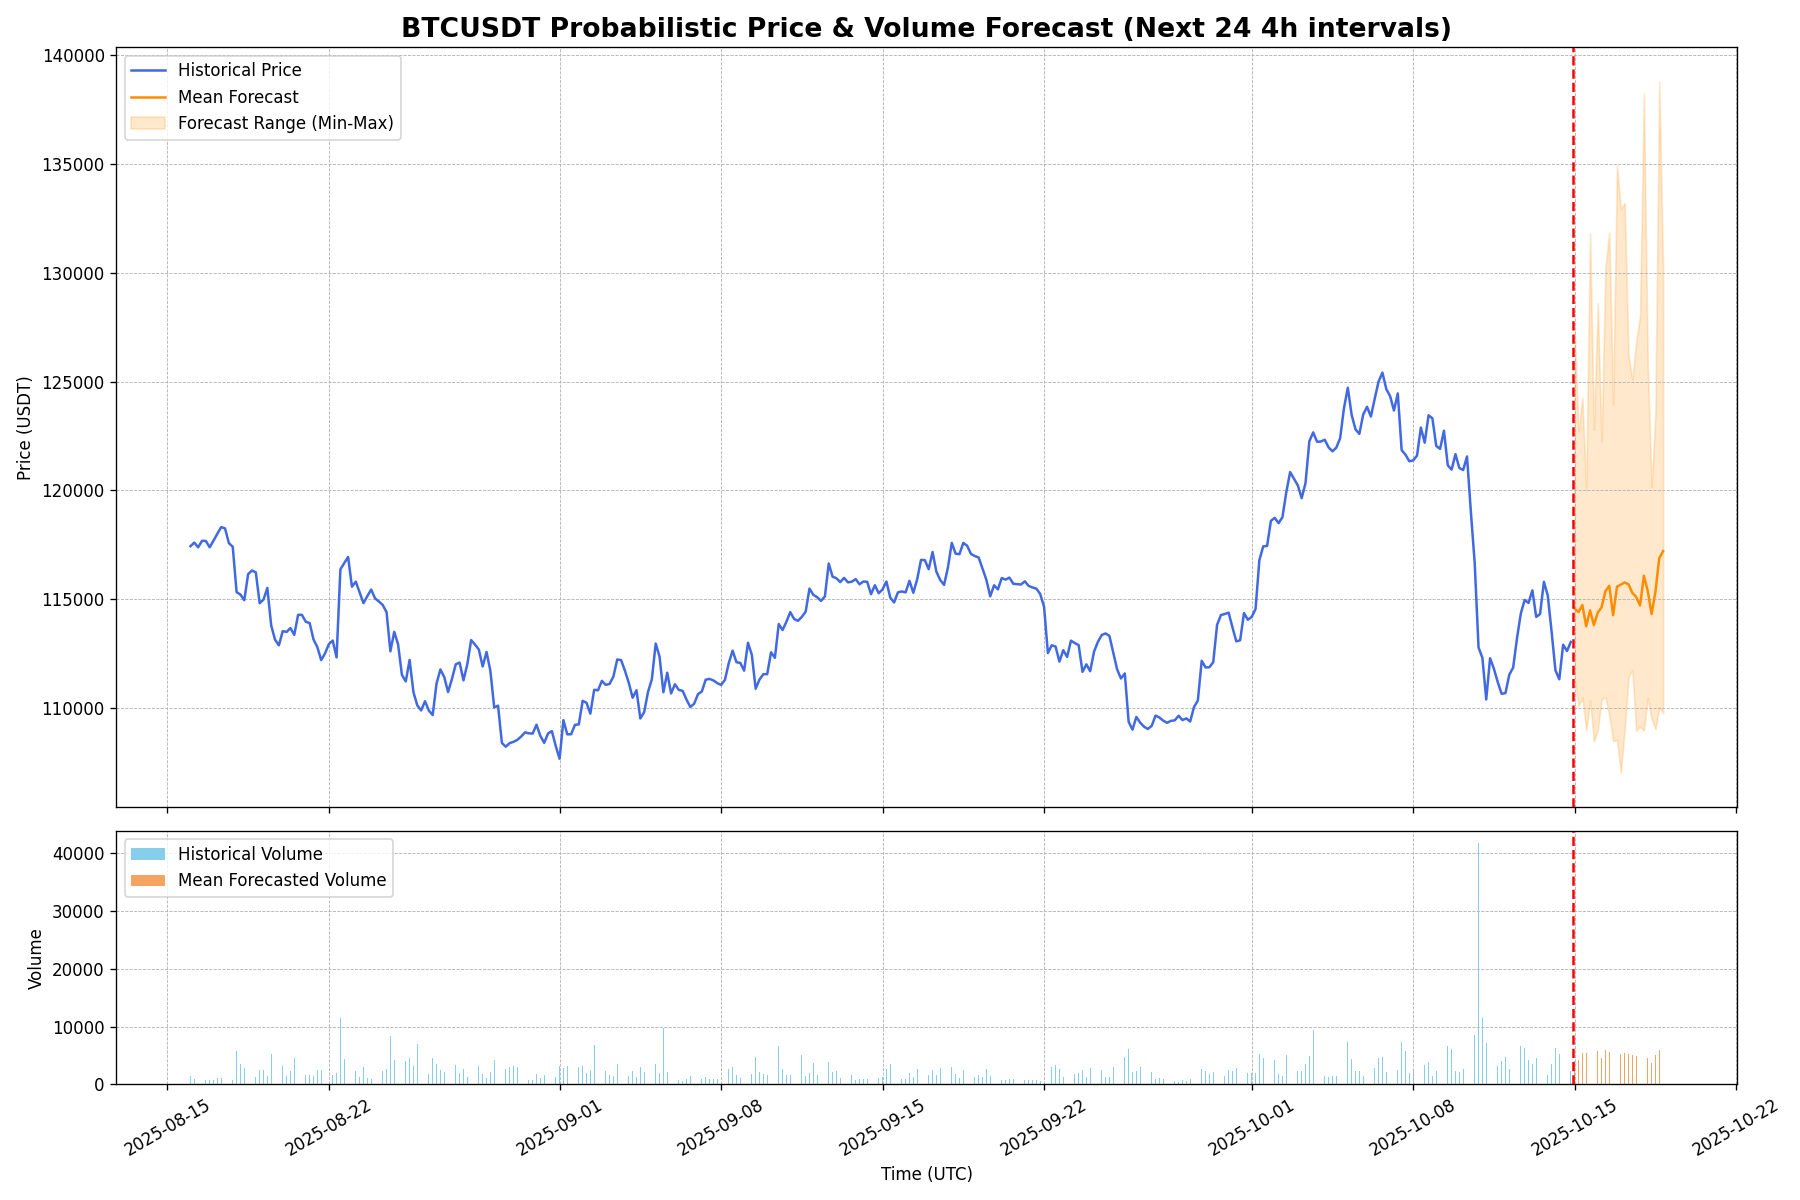 BTCUSDT Probabilistic Price & Volume Forecast (Next 24 4h intervals)
Historical Price
Mean Forecast
Forecast Range (Min-Max)
140000
135000
130000
125000
120000
115000
110000
Price (USDT)
Historical Volume
Mean Forecasted Volume
40000
30000
20000
10000
0
Volume
2025-08-15
2025-08-22
2025-09-01
2025-09-08
2025-09-15
2025-09-22
2025-10-01
2025-10-08
2025-10-15
2025-10-22
Time (UTC)